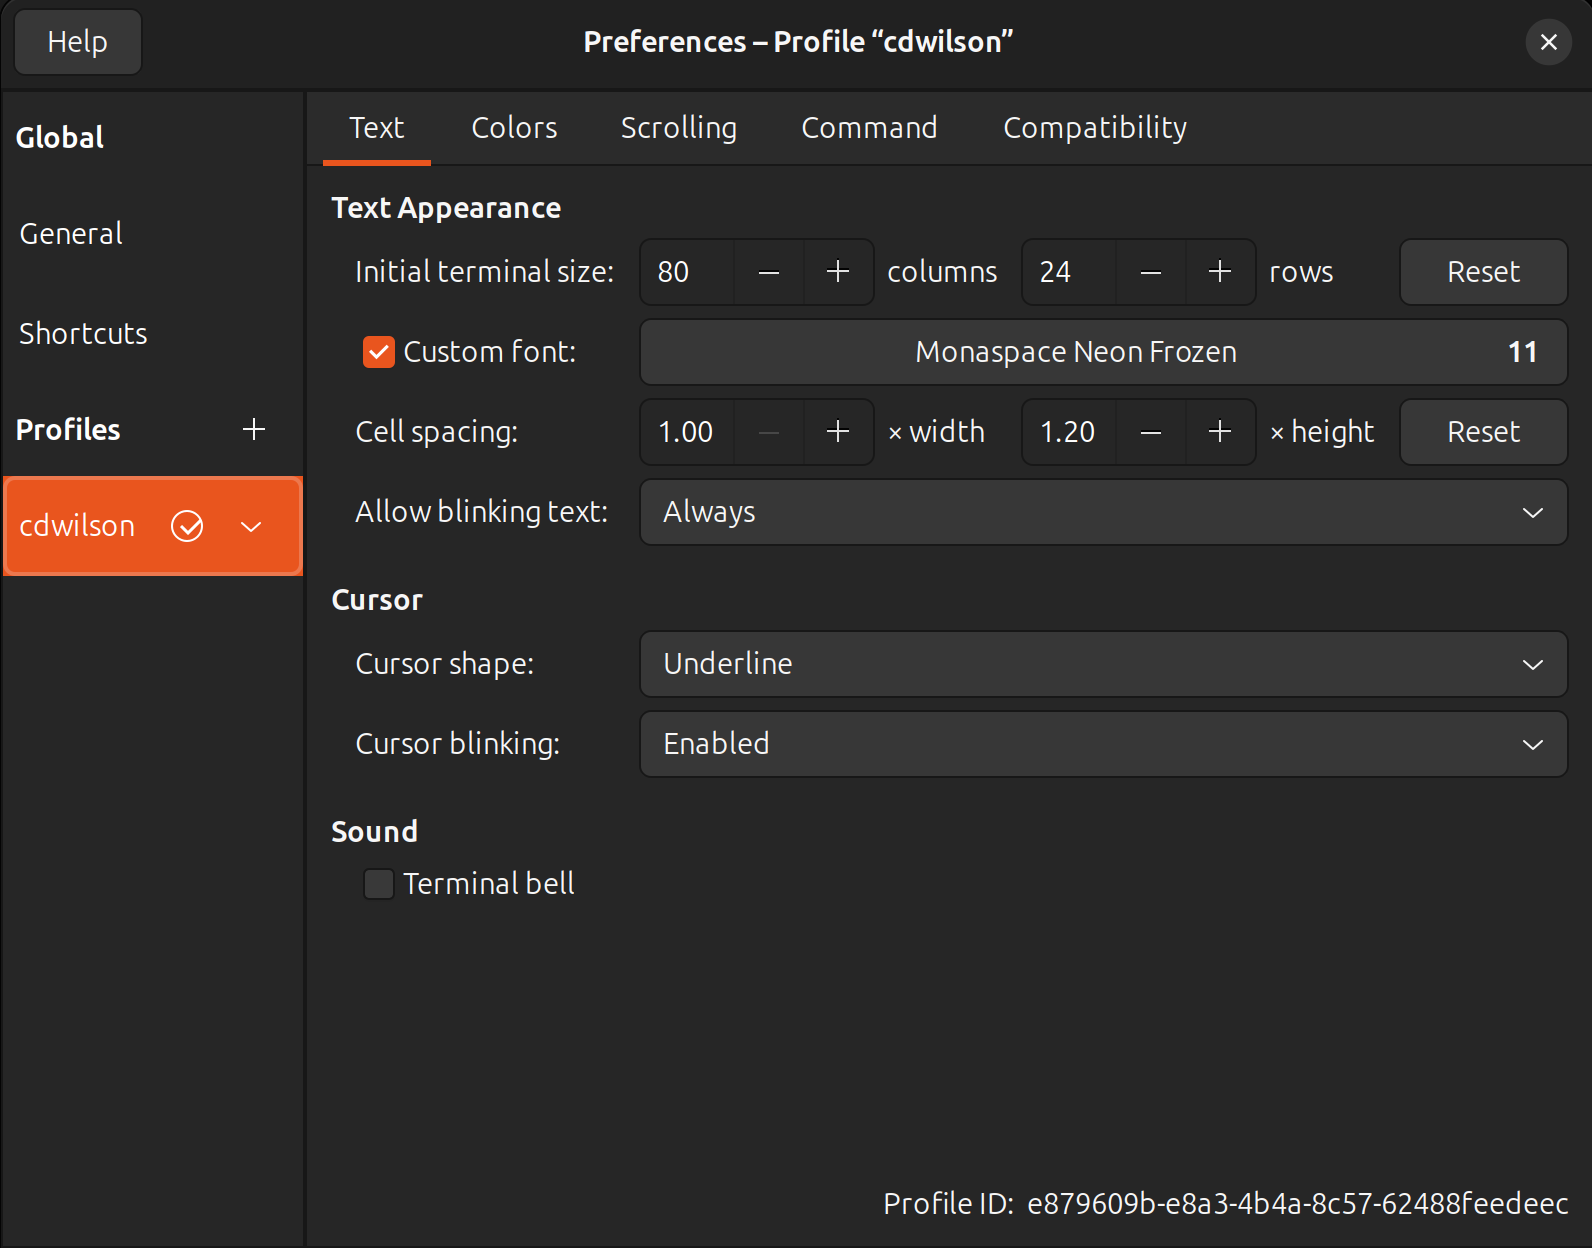 Help
Preferences – Profile “cdwilson”
Global
General
Shortcuts
Profiles
cdwilson
Text Colors Scrolling Command Compatibility
Text Appearance
Initial terminal size: 80 columns 24 rows Reset
Custom font: Monaspace Neon Frozen 11
Cell spacing: 1.00 × width 1.20 × height Reset
Allow blinking text: Always
Cursor
Cursor shape: Underline
Cursor blinking: Enabled
Sound
Terminal bell
Profile ID: e879609b-e8a3-4b4a-8c57-62488feedeec